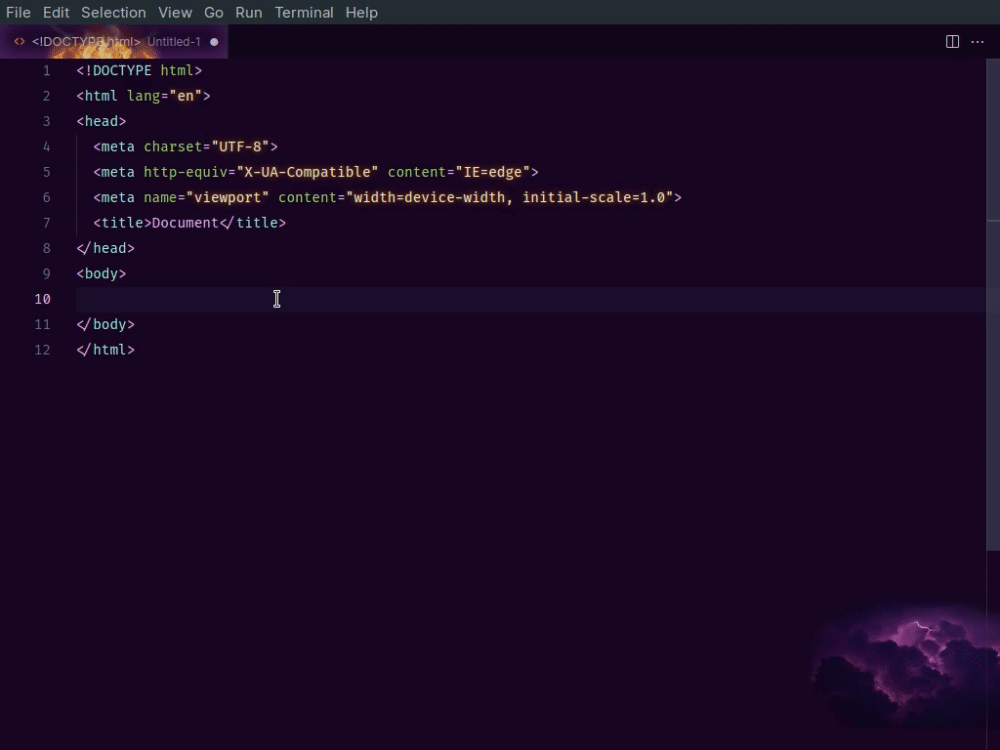 File Edit Selection View Go Run Terminal Help
<> <!DOCTYPE html> Untitled-1 ● ⋯
1 <!DOCTYPE html>
2 <html lang="en">
3 <head>
4   <meta charset="UTF-8">
5   <meta http-equiv="X-UA-Compatible" content="IE=edge">
6   <meta name="viewport" content="width=device-width, initial-scale=1.0">
7   <title>Document</title>
8 </head>
9 <body>
10
11 </body>
12 </html>